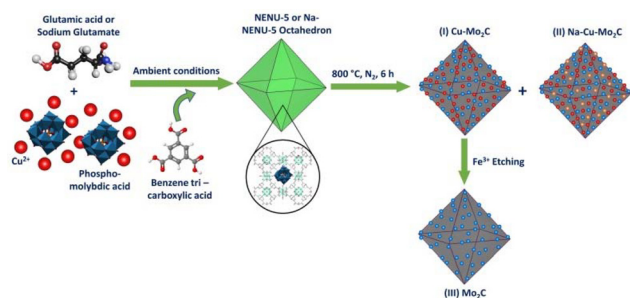 Glutamic acid or
Sodium Glutamate
+
Cu²⁺
Phospho-
molybdic acid
Ambient conditions
Benzene tri –
carboxylic acid
NENU-5 or Na-
NENU-5 Octahedron
800 °C, N₂, 6 h
(I) Cu-Mo₂C
+
(II) Na-Cu-Mo₂C
Fe³⁺ Etching
(III) Mo₂C